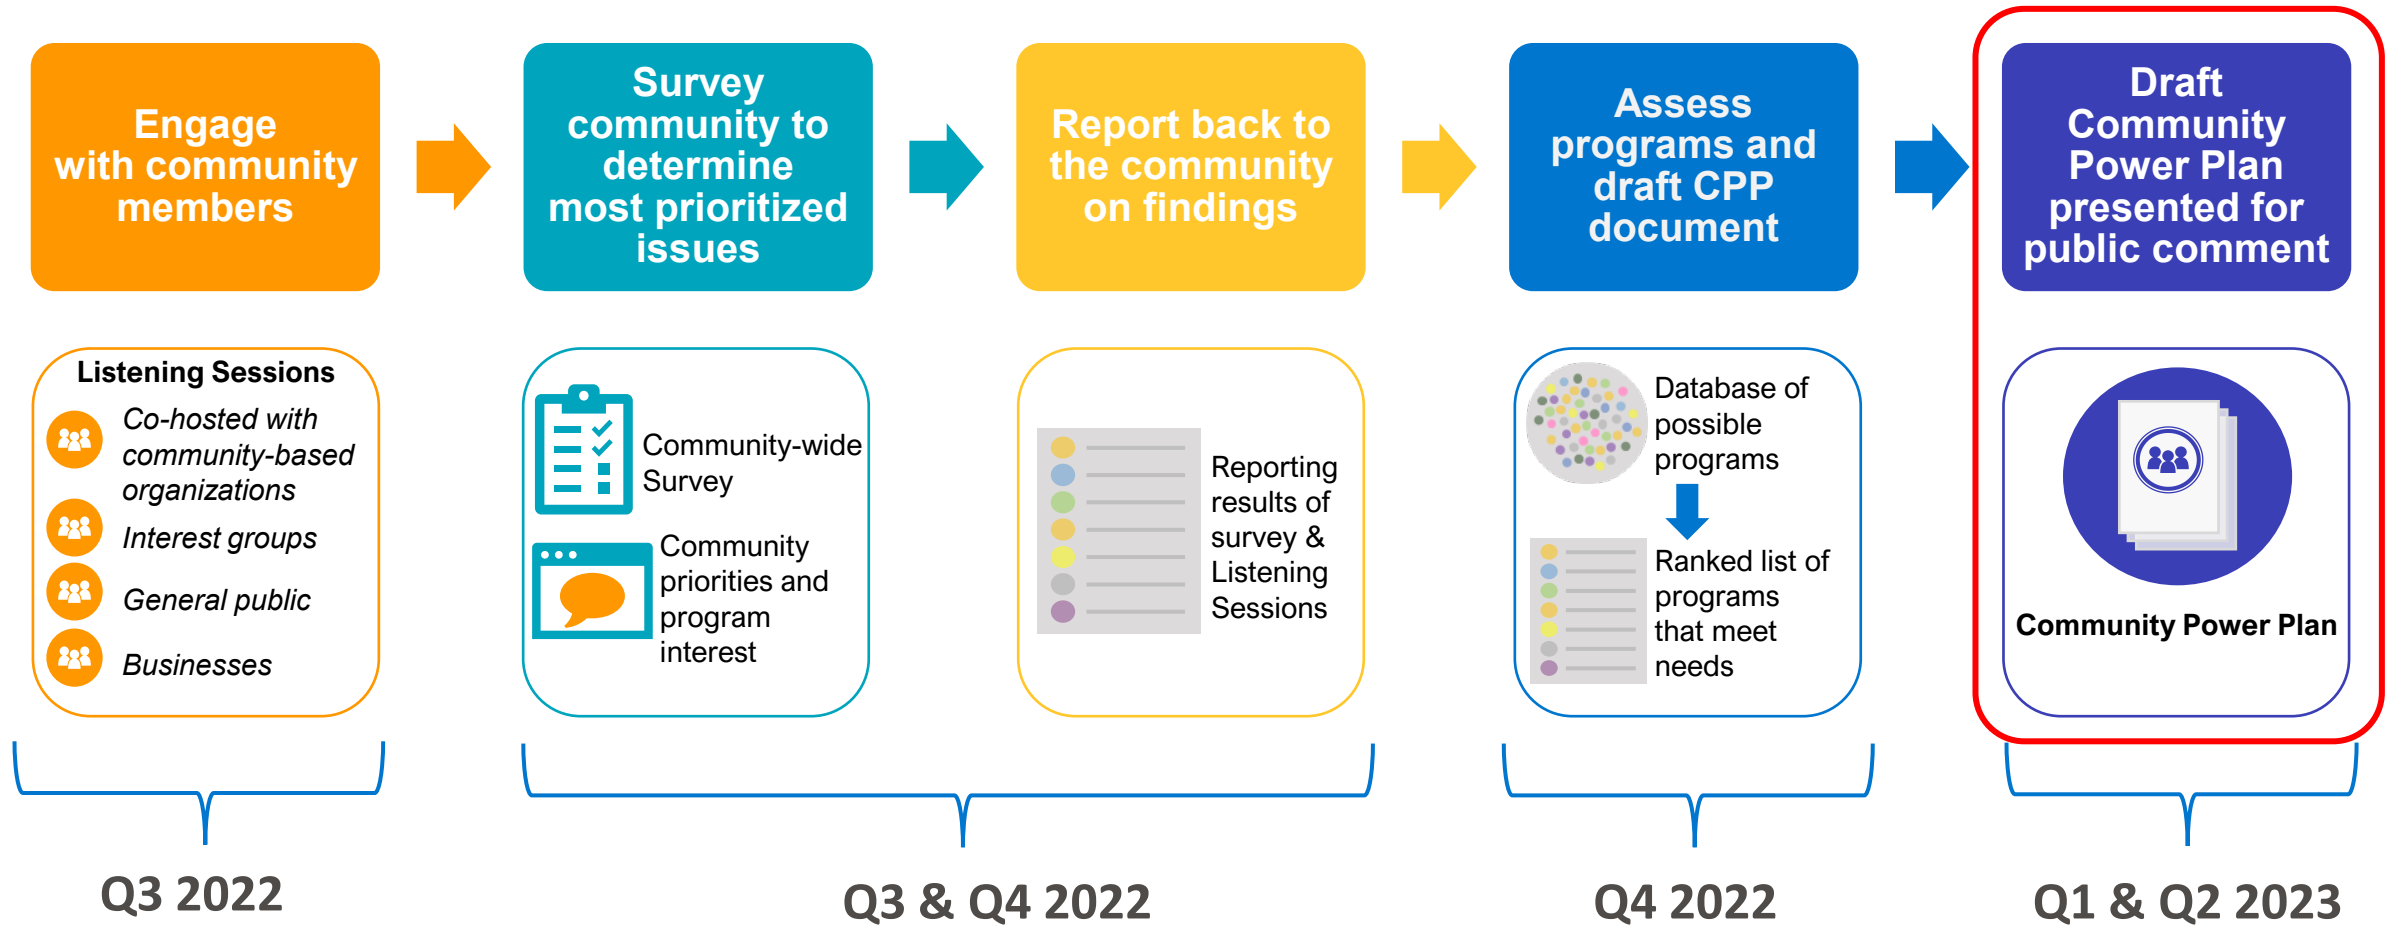 Engage
with community
members
Survey
community to
determine
most prioritized
issues
Report back to
the community
on findings
Assess
programs and
draft CPP
document
Draft
Community
Power Plan
presented for
public comment
Listening Sessions
Co-hosted with
community-based
organizations
Interest groups
General public
Businesses
Community-wide
Survey
Community
priorities and
program
interest
Reporting
results of
survey &
Listening
Sessions
Database of
possible
programs
Ranked list of
programs
that meet
needs
Community Power Plan
Q3 2022
Q3 & Q4 2022
Q4 2022
Q1 & Q2 2023